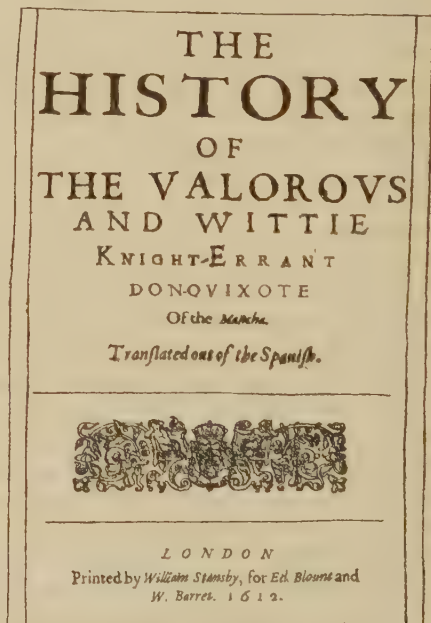 THE
HISTORY
OF
THE VALOROVS
AND WITTIE
KNIGHT-ERRANT
DON-QVIXOTE
Of the Mancha.
Tranſlated out of the Spaniſh.
LONDON
Printed by William Stansby, for Ed. Blount and
W. Barret. 1612.